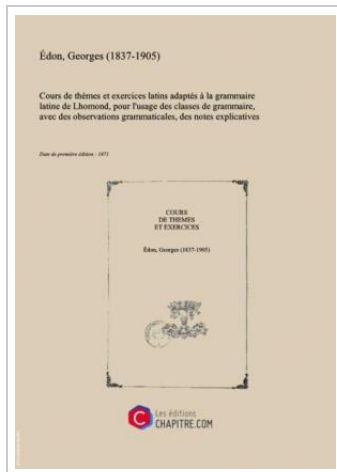 Édon, Georges (1837-1905)
Cours de thèmes et exercices latins adaptés à la grammaire
latine de Lhomond, pour l'usage des classes de grammaire,
avec des observations grammaticales, des notes explicatives
Date de première édition : 1871
COURS
DE THEMES
ET EXERCICES
Édon, Georges (1837-1905)
Les éditions
CHAPITRE.COM